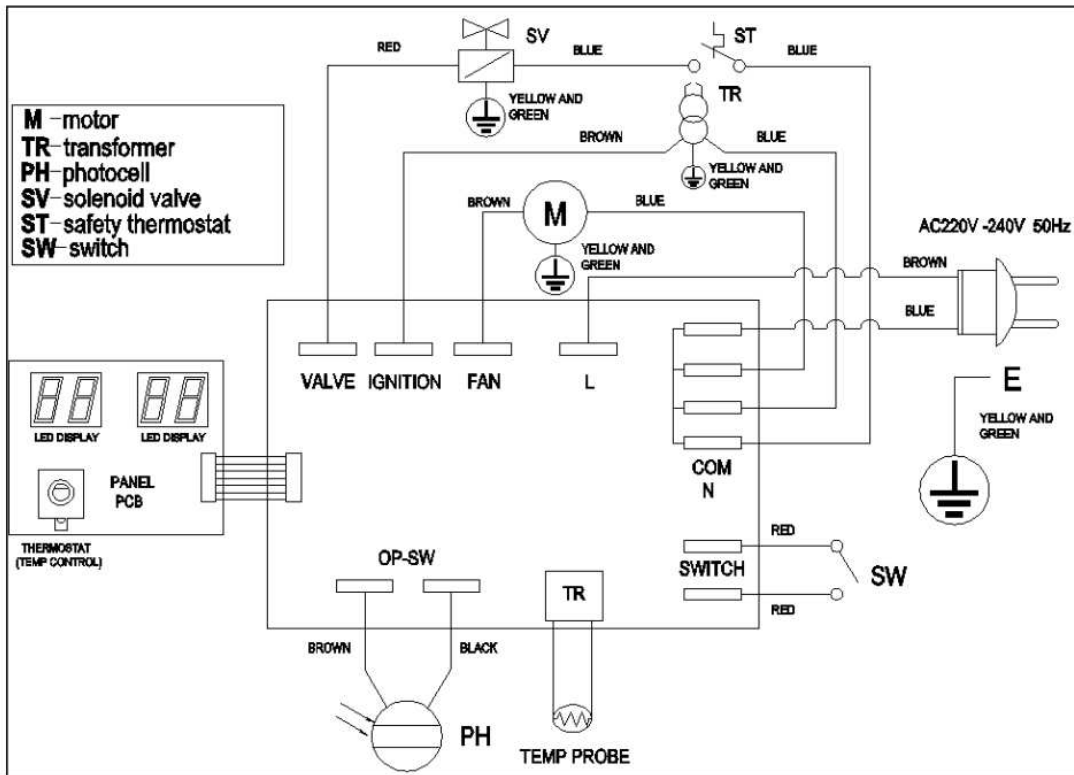 SV
ST
RED
BLUE
BLUE
YELLOW AND
GREEN
TR
M-motor
TR-transformer
PH-photocell
SV-solenoid valve
ST-safety thermostat
SW-switch
BROWN
BLUE
YELLOW AND
GREEN
BROWN
M
BLUE
YELLOW AND
GREEN
AC220V -240V 50Hz
BROWN
BLUE
VALVE
IGNITION
FAN
L
E
YELLOW AND
GREEN
88
88
LED DISPLAY
LED DISPLAY
PANEL
PCB
THERMOSTAT
(TEMP CONTROL)
COM
N
OP-SW
TR
SWITCH
RED
SW
RED
BROWN
BLACK
PH
TEMP PROBE